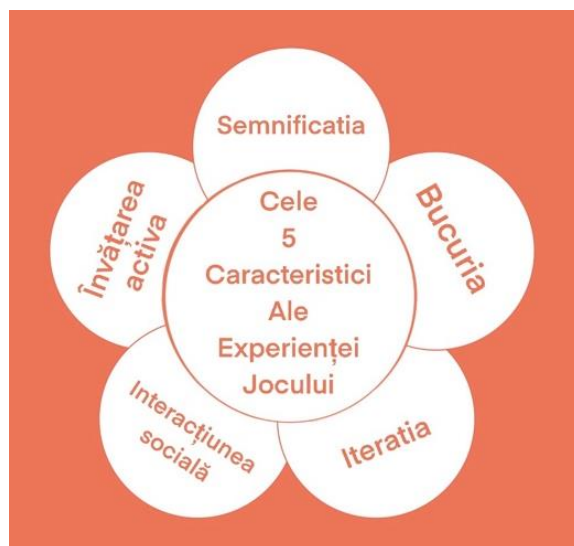 Semnificatia
Bucuria
Iteratia
Interacțiunea
socială
Învățarea
activa
Cele
5
Caracteristici
Ale
Experienței
Jocului